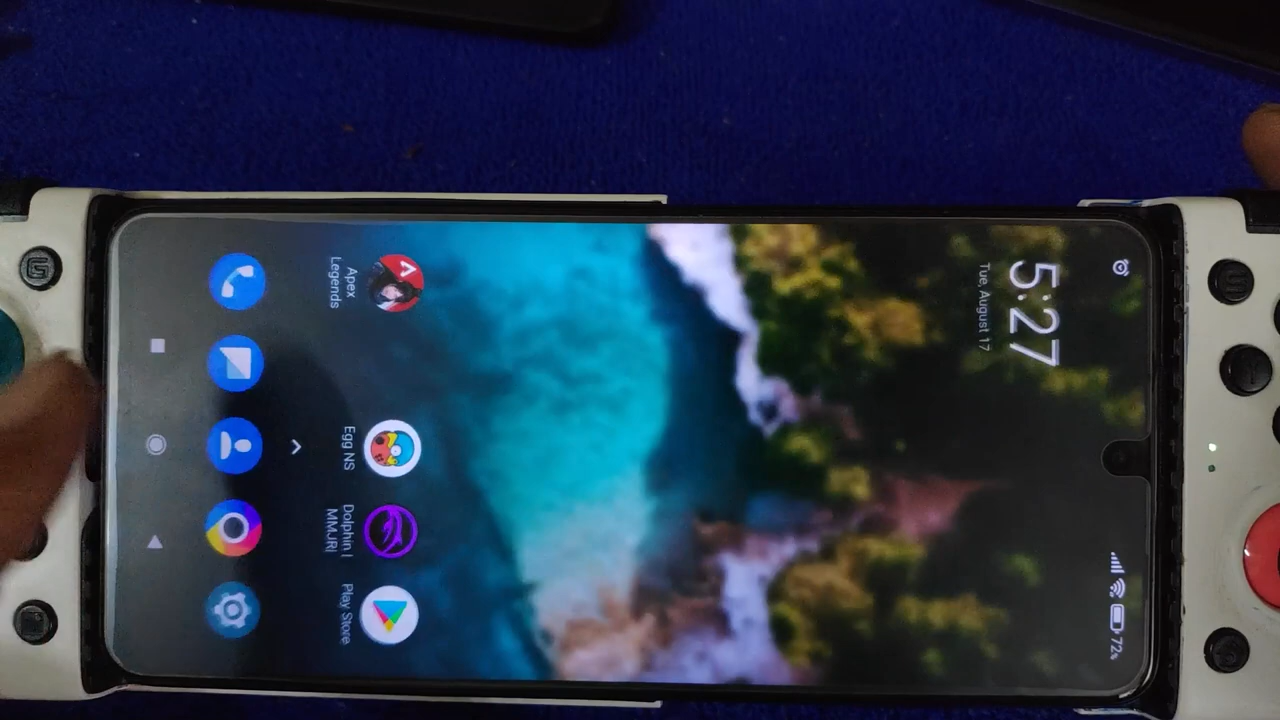 72%
5:27
Tue, August 17
Apex
Legends
Egg NS
Dolphin |
MMJR|
Play Store